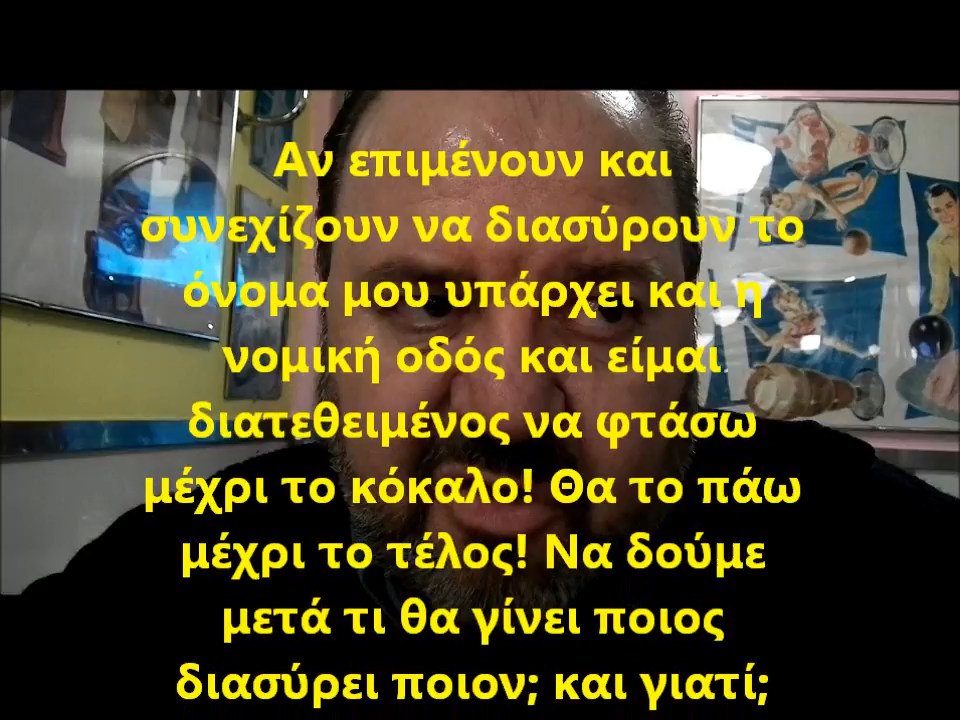 Αν επιμένουν και
συνεχίζουν να διασύρουν το
όνομα μου υπάρχει και η
νομική οδός και είμαι
διατεθειμένος να φτάσω
μέχρι το κόκαλο! Θα το πάω
μέχρι το τέλος! Να δούμε
μετά τι θα γίνει ποιος
διασύρει ποιον; και γιατί;